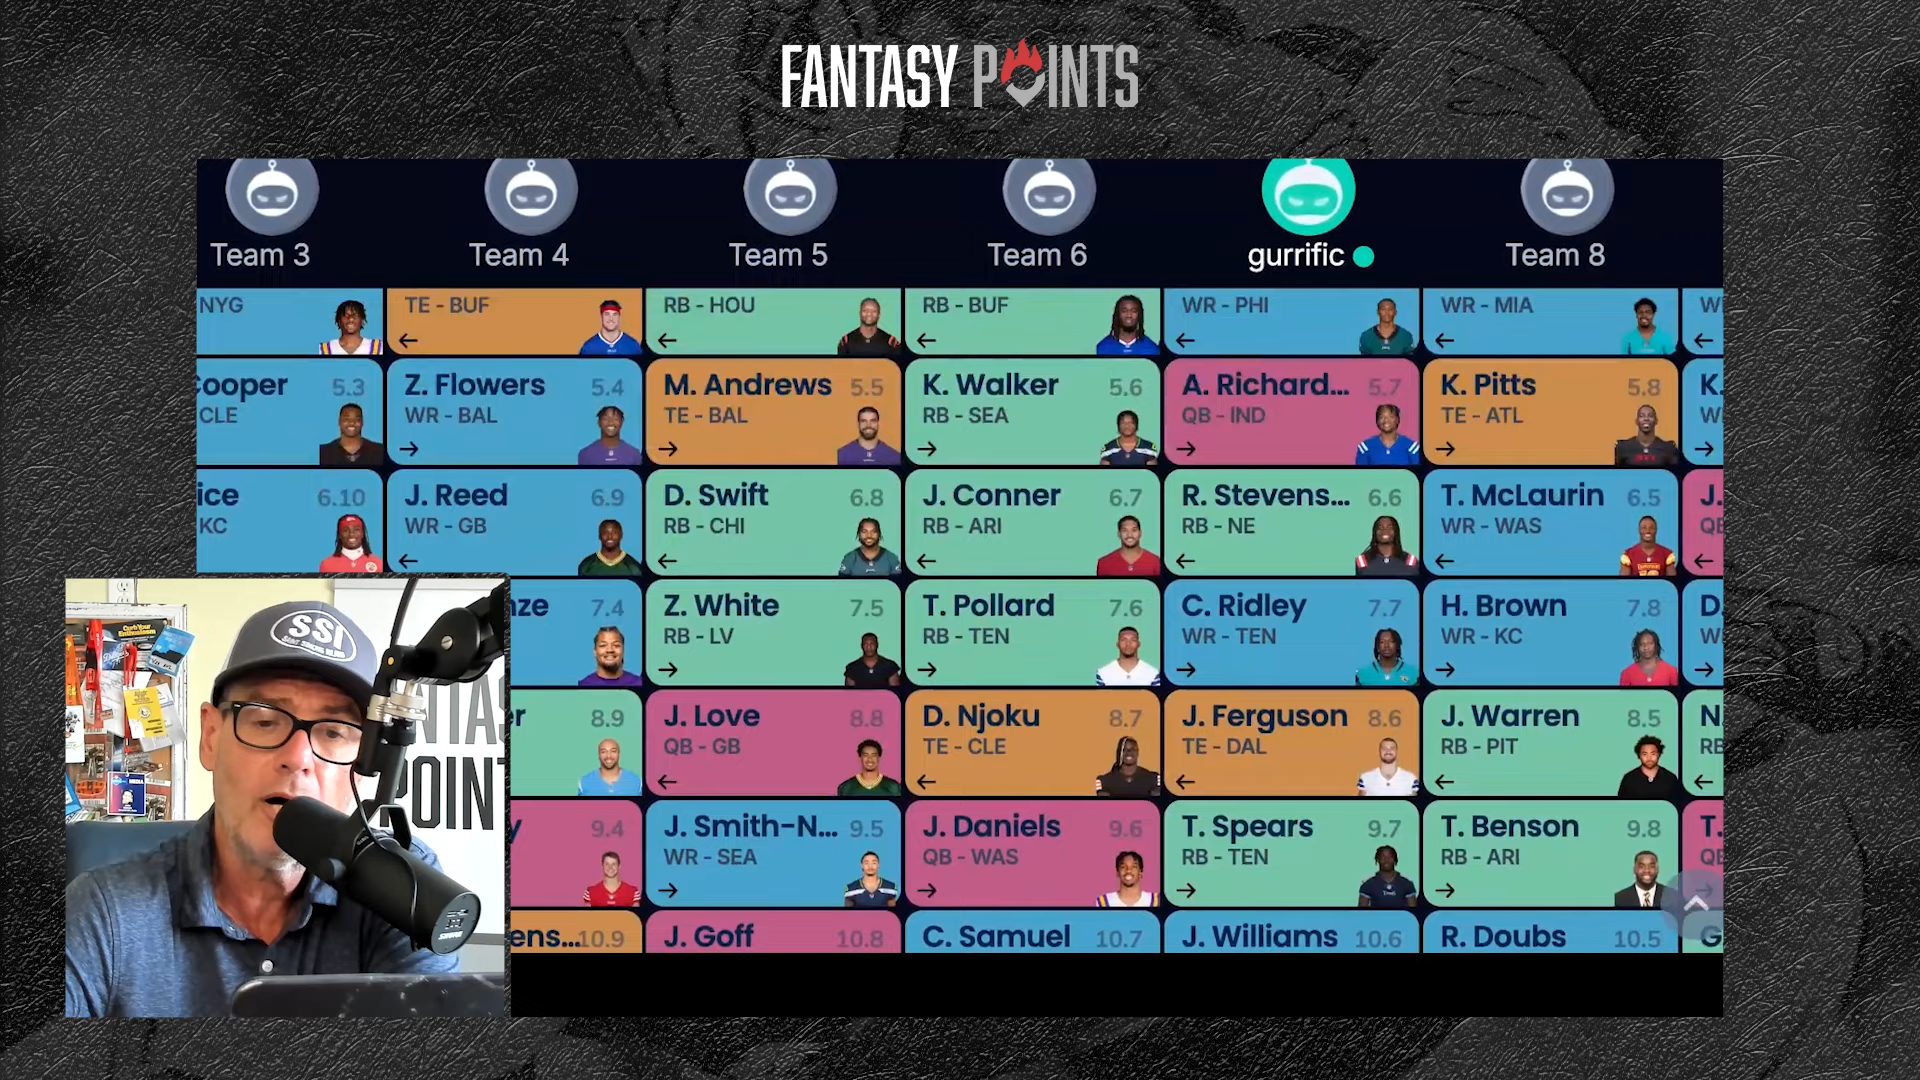 FANTASY POINTS
Team 3
Team 4
Team 5
Team 6
gurrific
Team 8
NYG
TE - BUF
RB - HOU
RB - BUF
WR - PHI
WR - MIA
Cooper 5.3
CLE
Z. Flowers 5.4
WR - BAL
M. Andrews 5.5
TE - BAL
K. Walker 5.6
RB - SEA
A. Richard... 5.7
QB - IND
K. Pitts 5.8
TE - ATL
K.
W
ice 6.10
KC
J. Reed 6.9
WR - GB
D. Swift 6.8
RB - CHI
J. Conner 6.7
RB - ARI
R. Stevens... 6.6
RB - NE
T. McLaurin 6.5
WR - WAS
J.
nze 7.4
Z. White 7.5
RB - LV
T. Pollard 7.6
RB - TEN
C. Ridley 7.7
WR - TEN
H. Brown 7.8
WR - KC
D.
W
r 8.9
J. Love 8.8
QB - GB
D. Njoku 8.7
TE - CLE
J. Ferguson 8.6
TE - DAL
J. Warren 8.5
RB - PIT
N.
RB
y 9.4
J. Smith-N... 9.5
WR - SEA
J. Daniels 9.6
QB - WAS
T. Spears 9.7
RB - TEN
T. Benson 9.8
RB - ARI
T.
ens... 10.9
J. Goff 10.8
C. Samuel 10.7
J. Williams 10.6
R. Doubs 10.5
G
SSI
NTAS
POINT